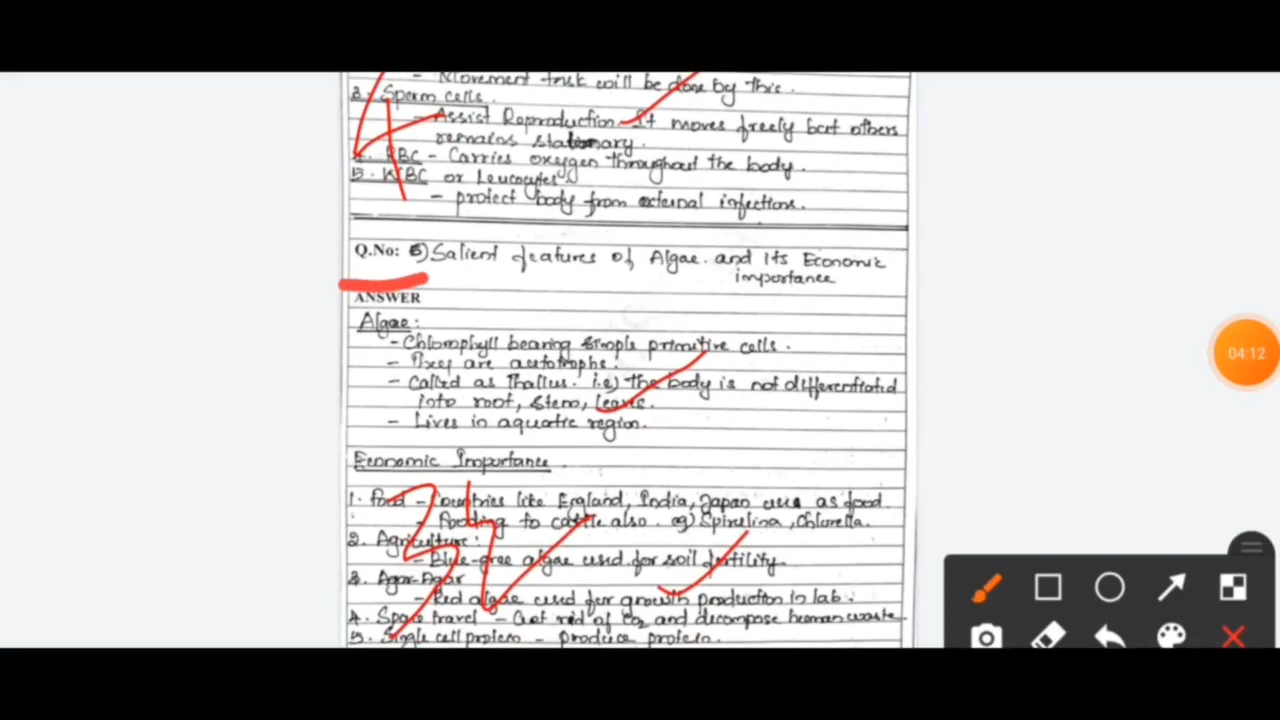 - Movement task will be done by this.
3. Sperm cells.
- Assist Reproduction. It moves freely but others
remains stationary.
4. RBC - Carries oxygen throughout the body.
5. WBC or Leucocytes.
- protect body from external infections.
Q.No: 6) Salient features of Algae. and its Economic
importance
ANSWER
Algae:
- Chlorophyll bearing simple primitive cells.
- They are autotrophs.
- Called as Thallus. i.e) the body is not differentiated
into root, stem, leaves.
- Lives in aquatic region.
Economic Importance.
1. Food - Countries like England, India, Japan uses as food.
- Fooding to cattle also. eg) Spirulina, Chlorella.
2. Agriculture:
- Blue-gree algae used for soil fertility.
3. Agar-Agar
- Red algae used for growth production in lab.
4. Space travel - Get rid of CO2 and decompose human waste.
5. Single cell protein - produce protein.
04:12